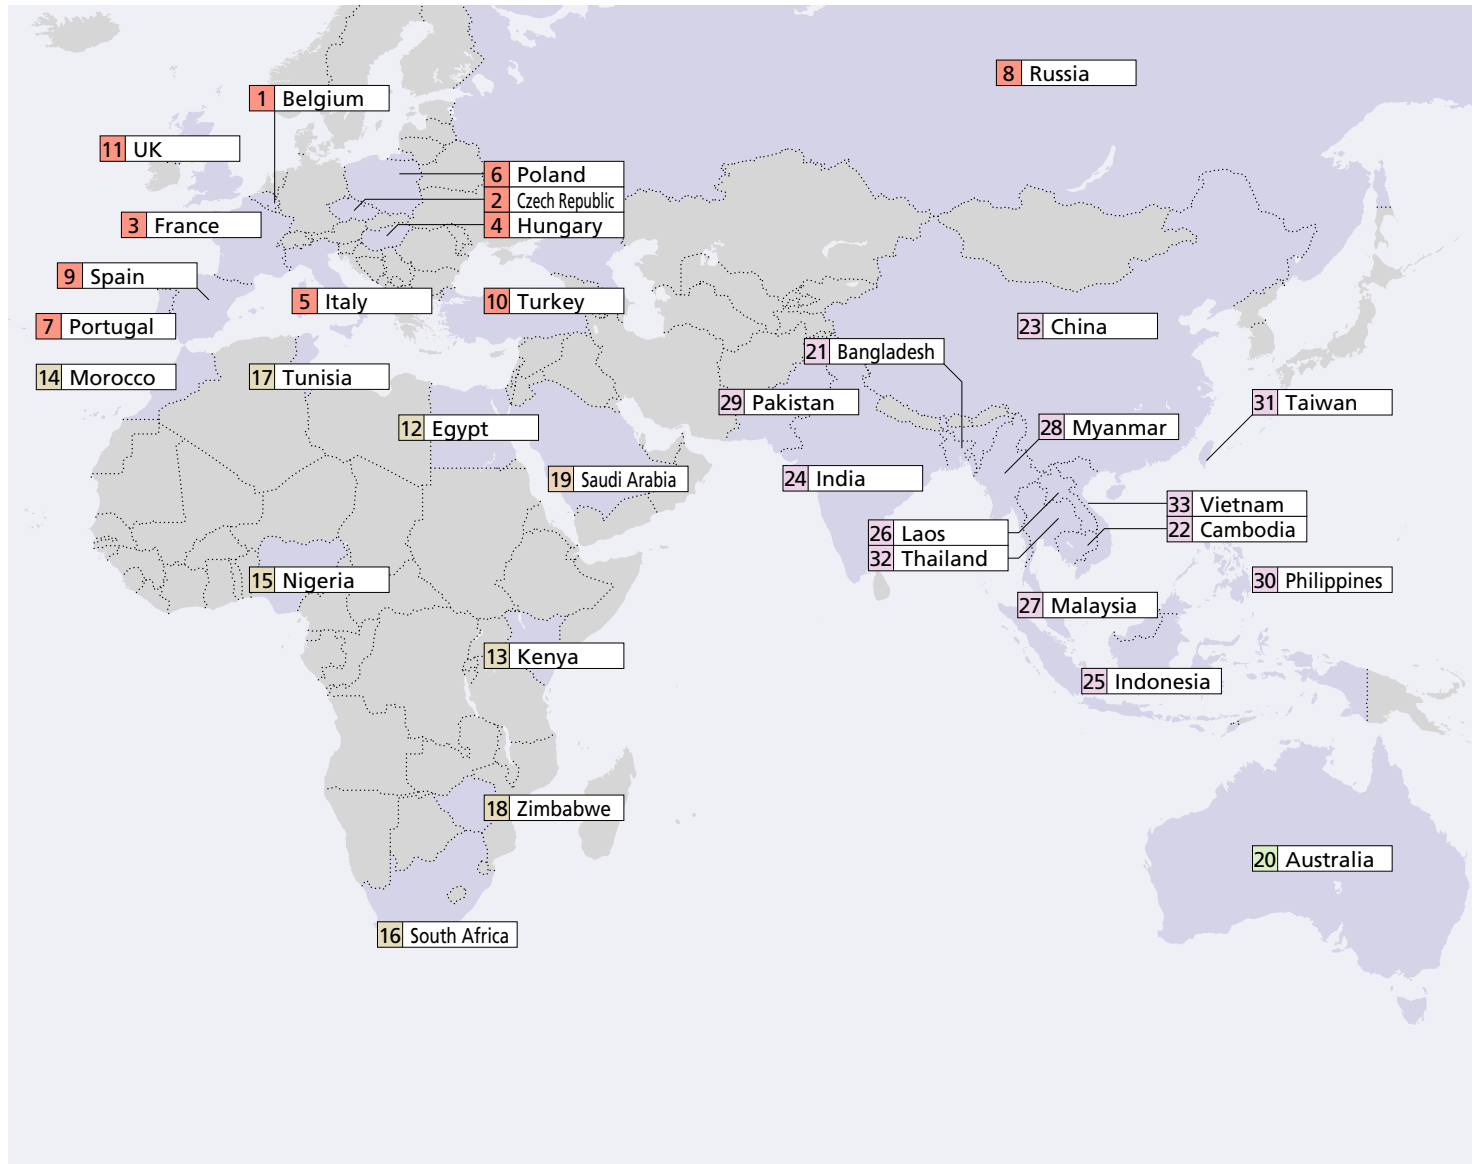 8 Russia
1 Belgium
11 UK
6 Poland
2 Czech Republic
3 France
4 Hungary
9 Spain
5 Italy
10 Turkey
7 Portugal
23 China
21 Bangladesh
14 Morocco
17 Tunisia
29 Pakistan
31 Taiwan
12 Egypt
28 Myanmar
19 Saudi Arabia
24 India
33 Vietnam
22 Cambodia
26 Laos
32 Thailand
15 Nigeria
30 Philippines
27 Malaysia
13 Kenya
25 Indonesia
18 Zimbabwe
20 Australia
16 South Africa